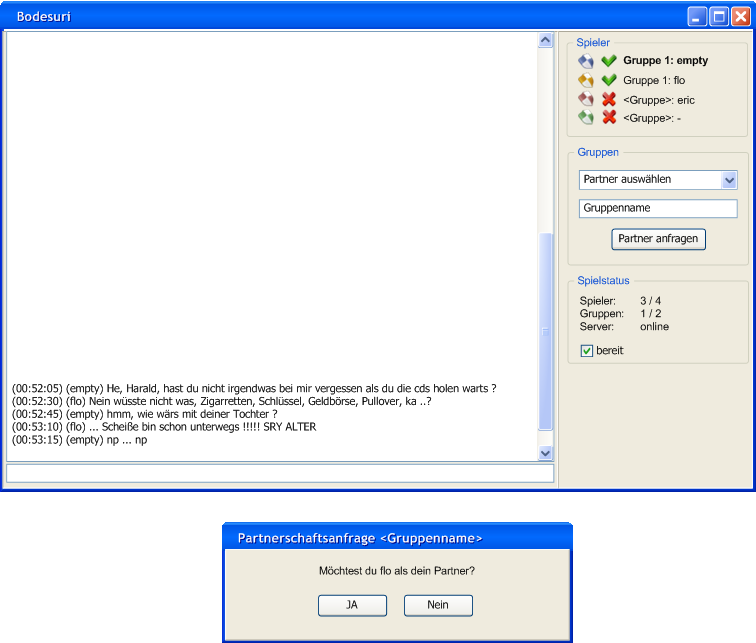 Bodesuri
Spieler
Gruppe 1: empty
Gruppe 1: flo
<Gruppe>: eric
<Gruppe>: -
Gruppen
Partner auswählen
Gruppenname
Partner anfragen
Spielstatus
Spieler: 3 / 4
Gruppen: 1 / 2
Server: online
bereit
(00:52:05) (empty) He, Harald, hast du nicht irgendwas bei mir vergessen als du die cds holen warts ?
(00:52:30) (flo) Nein wüsste nicht was, Zigarretten, Schlüssel, Geldbörse, Pullover, ka ..?
(00:52:45) (empty) hmm, wie wärs mit deiner Tochter ?
(00:53:10) (flo) ... Scheiße bin schon unterwegs !!!!! SRY ALTER
(00:53:15) (empty) np ... np
Partnerschaftsanfrage <Gruppenname>
Möchtest du flo als dein Partner?
JA Nein